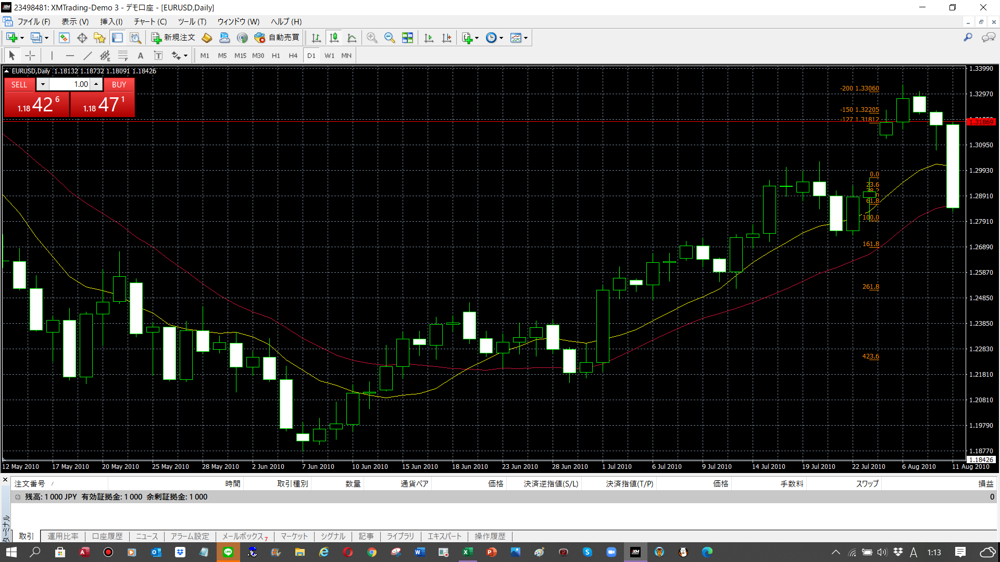 23498481: XMTrading-Demo 3 - デモ口座 - [EURUSD,Daily]
ファイル (F) 表示 (V) 挿入(I) チャート (C) ツール (T) ウィンドウ (W) ヘルプ (H)
新規注文 自動売買
A T M1 M5 M15 M30 H1 H4 D1 W1 MN
EURUSD,Daily 1.18132 1.18732 1.18091 1.18426
SELL 1.00 BUY
1.18 42 6 1.18 47 1
1.33990
-200 1.33060
1.32970
-150 1.32205
-127 1.31812
1.31869
1.30950
1.29930
0.0
23.6
1.28910
61.8
100.0
1.27910
161.8
1.26890
1.25870
261.8
1.24850
1.23850
1.22830
423.6
1.21810
1.20810
1.19790
1.18770
1.18426
12 May 2010 17 May 2010 20 May 2010 25 May 2010 28 May 2010 2 Jun 2010 7 Jun 2010 10 Jun 2010 15 Jun 2010 18 Jun 2010 23 Jun 2010 28 Jun 2010 1 Jul 2010 6 Jul 2010 9 Jul 2010 14 Jul 2010 19 Jul 2010 22 Jul 2010 6 Aug 2010 11 Aug 2010
注文番号 / 時間 取引種別 数量 通貨ペア 価格 決済逆指値(S/L) 決済指値(T/P) 価格 手数料 スワップ 損益
残高: 1 000 JPY 有効証拠金: 1 000 余剰証拠金: 1 000 0
ターミナル
取引 運用比率 口座履歴 ニュース アラーム設定 メールボックス 7 マーケット シグナル 記事 ライブラリ エキスパート 操作履歴
A 1:13